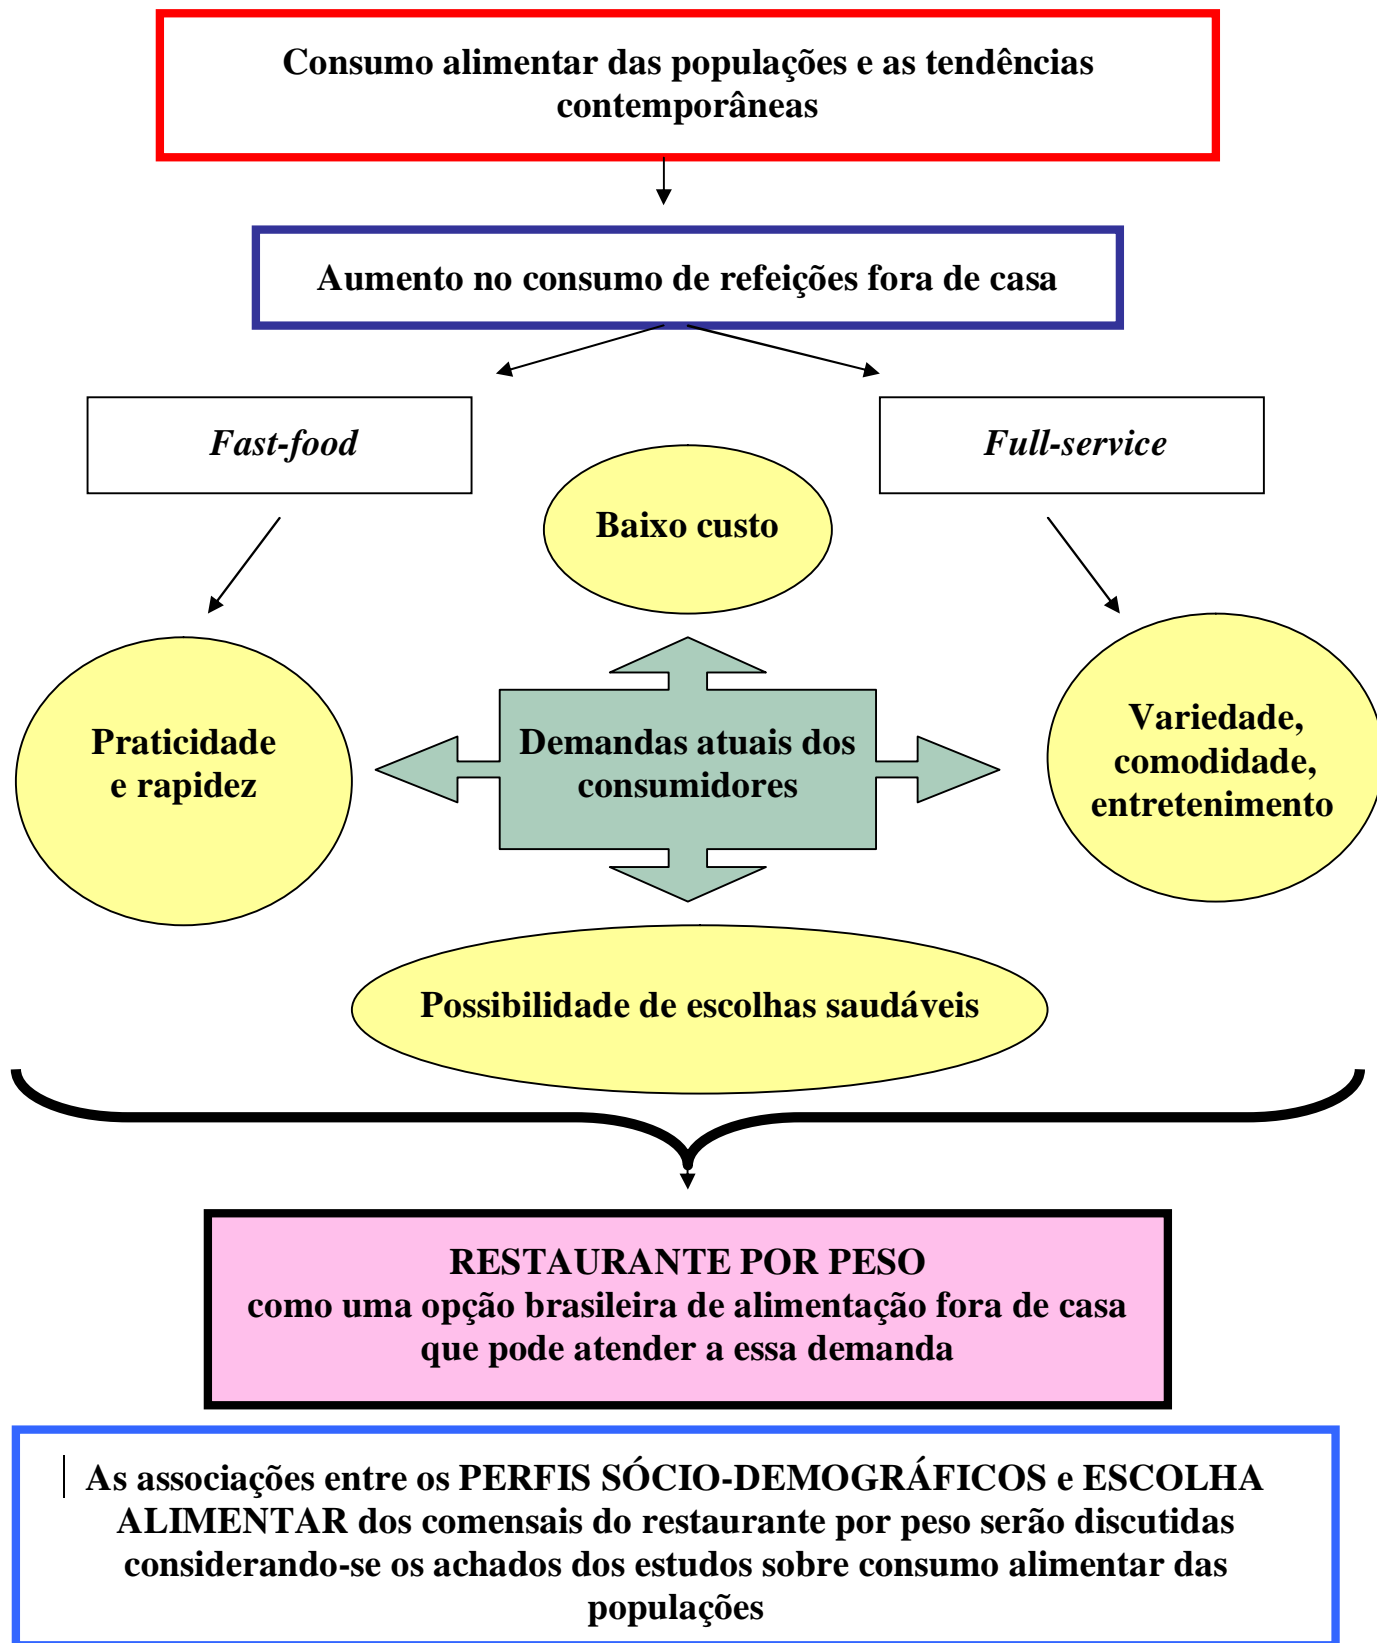 Consumo alimentar das populações e as tendências
contemporâneas
Aumento no consumo de refeições fora de casa
Fast-food
Full-service
Baixo custo
Praticidade
e rapidez
Demandas atuais dos
consumidores
Variedade,
comodidade,
entretenimento
Possibilidade de escolhas saudáveis
RESTAURANTE POR PESO
como uma opção brasileira de alimentação fora de casa
que pode atender a essa demanda
As associações entre os PERFIS SÓCIO-DEMOGRÁFICOS e ESCOLHA
ALIMENTAR dos comensais do restaurante por peso serão discutidas
considerando-se os achados dos estudos sobre consumo alimentar das
populações